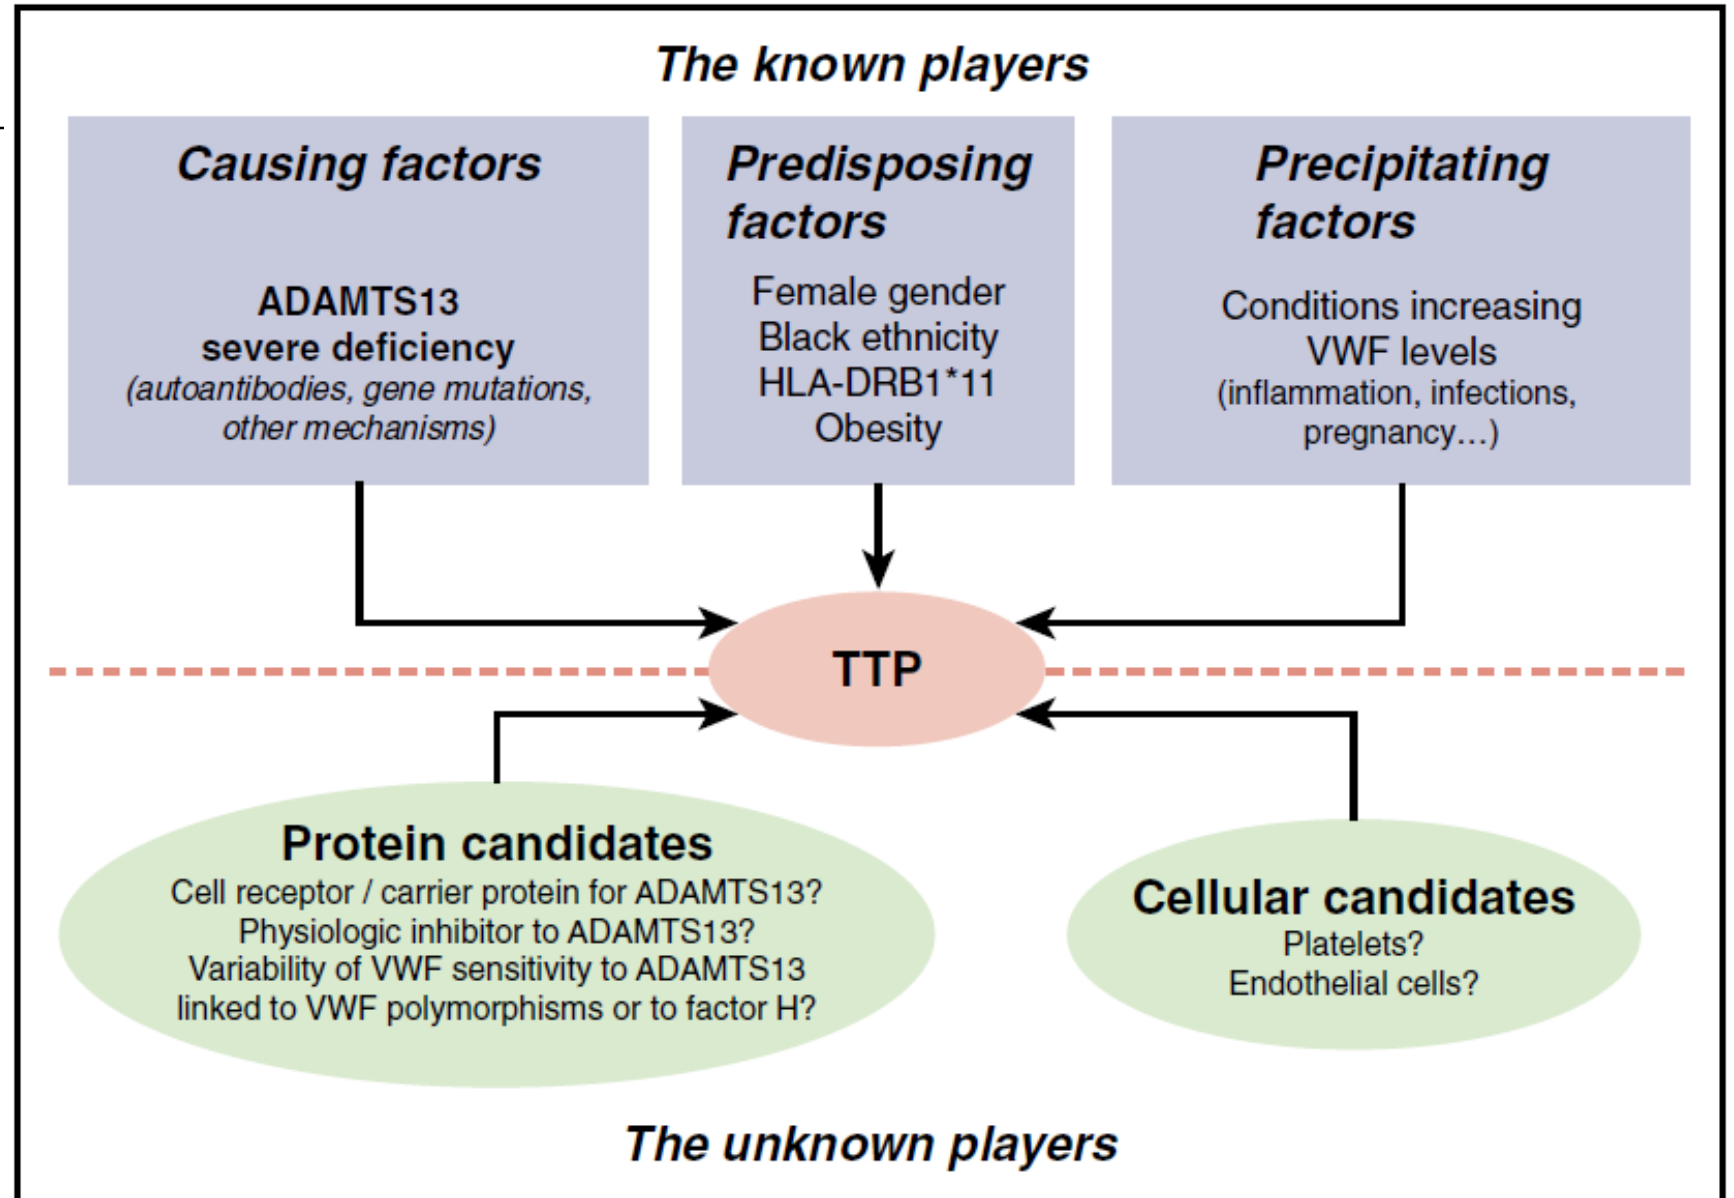 The known players
Causing factors
ADAMTS13
severe deficiency
(autoantibodies, gene mutations,
other mechanisms)
Predisposing
factors
Female gender
Black ethnicity
HLA-DRB1*11
Obesity
Precipitating
factors
Conditions increasing
VWF levels
(inflammation, infections,
pregnancy...)
TTP
Protein candidates
Cell receptor / carrier protein for ADAMTS13?
Physiologic inhibitor to ADAMTS13?
Variability of VWF sensitivity to ADAMTS13
linked to VWF polymorphisms or to factor H?
Cellular candidates
Platelets?
Endothelial cells?
The unknown players